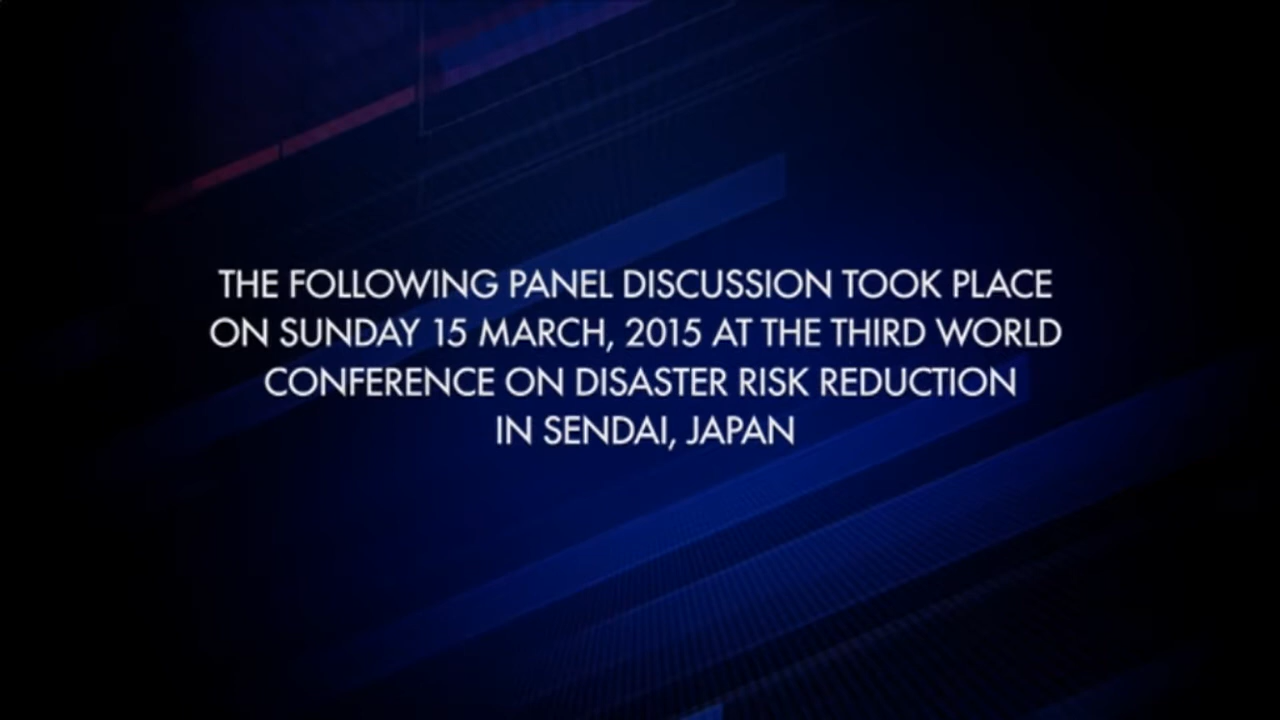 THE FOLLOWING PANEL DISCUSSION TOOK PLACE
ON SUNDAY 15 MARCH, 2015 AT THE THIRD WORLD
CONFERENCE ON DISASTER RISK REDUCTION
IN SENDAI, JAPAN